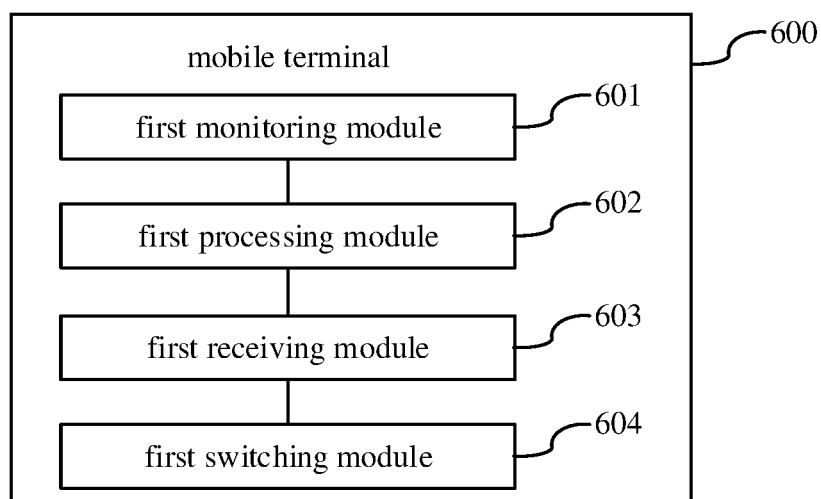 600
mobile terminal
601
first monitoring module
602
first processing module
603
first receiving module
604
first switching module